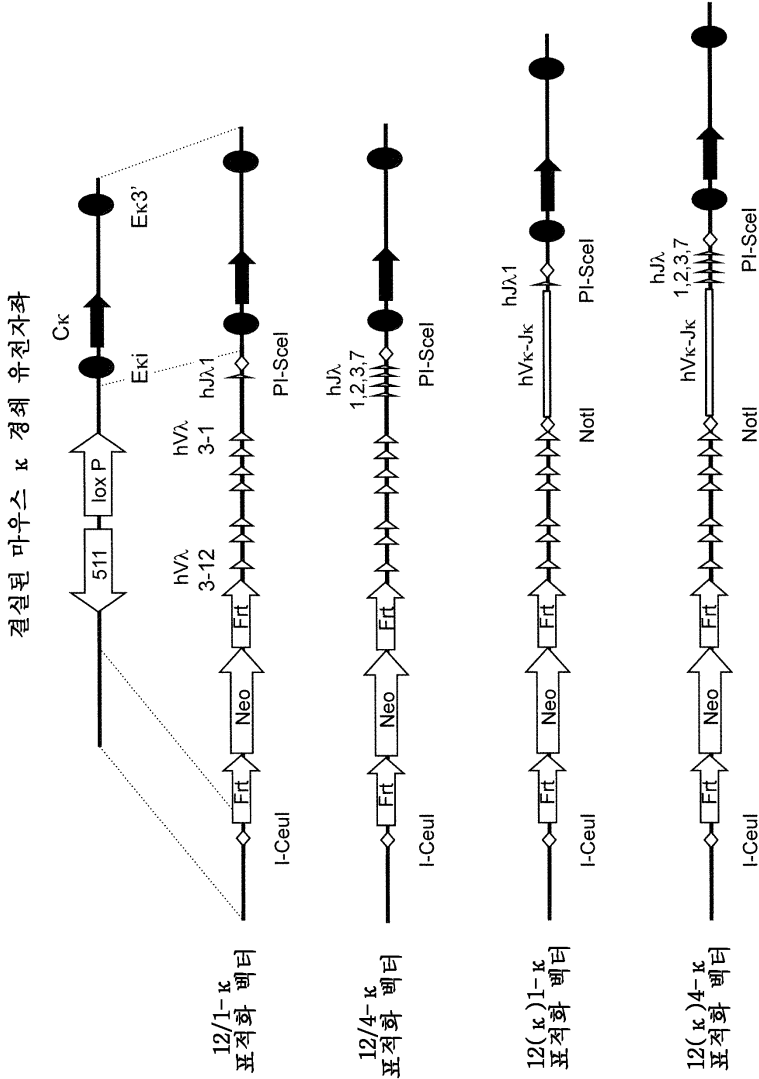 결실된 마우스 κ 경쇄 유전자좌
511
lox P
Eκi
Cκ
Eκ3'
12/1-κ
표적화 벡터
I-CeuI
Frt
Neo
Frt
hVλ
3-12
hVλ
3-1
hJλ1
PI-SceI
12/4-κ
표적화 벡터
I-CeuI
Frt
Neo
Frt
hJλ
1,2,3,7
PI-SceI
12(κ)1-κ
표적화 벡터
I-CeuI
Frt
Neo
Frt
NotI
hVκ-Jκ
hJλ1
PI-SceI
12(κ)4-κ
표적화 벡터
I-CeuI
Frt
Neo
Frt
NotI
hVκ-Jκ
hJλ
1,2,3,7
PI-SceI